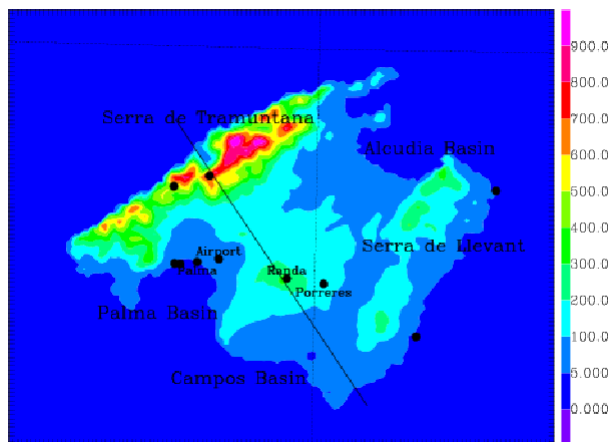 900.0
800.0
Serra de Tramuntana
700.0
Alcudia Basin
600.0
500.0
400.0
Serra de Llevant
Airport
300.0
Palma
Randa
Porreres
200.0
Palma Basin
100.0
Campos Basin
5.000
0.000